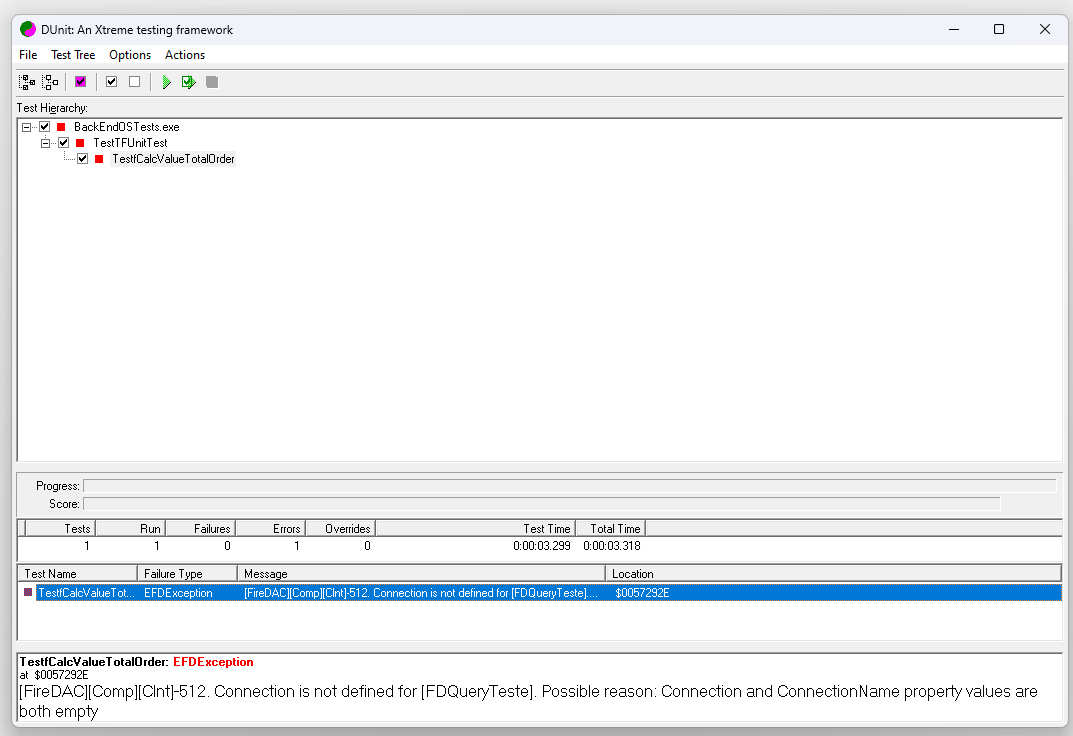 DUnit: An Xtreme testing framework
File Test Tree Options Actions
Test Hierarchy:
BackEndOSTests.exe
TestTFUnitTest
TestfCalcValueTotalOrder
Progress:
Score:
Tests Run Failures Errors Overrides Test Time Total Time
1 1 0 1 0 0:00:03.299 0:00:03.318
Test Name Failure Type Message Location
TestfCalcValueTot... EFDException [FireDAC][Comp][Clnt]-512. Connection is not defined for [FDQueryTeste].... $0057292E
TestfCalcValueTotalOrder: EFDException
at $0057292E
[FireDAC][Comp][Clnt]-512. Connection is not defined for [FDQueryTeste]. Possible reason: Connection and ConnectionName property values are
both empty